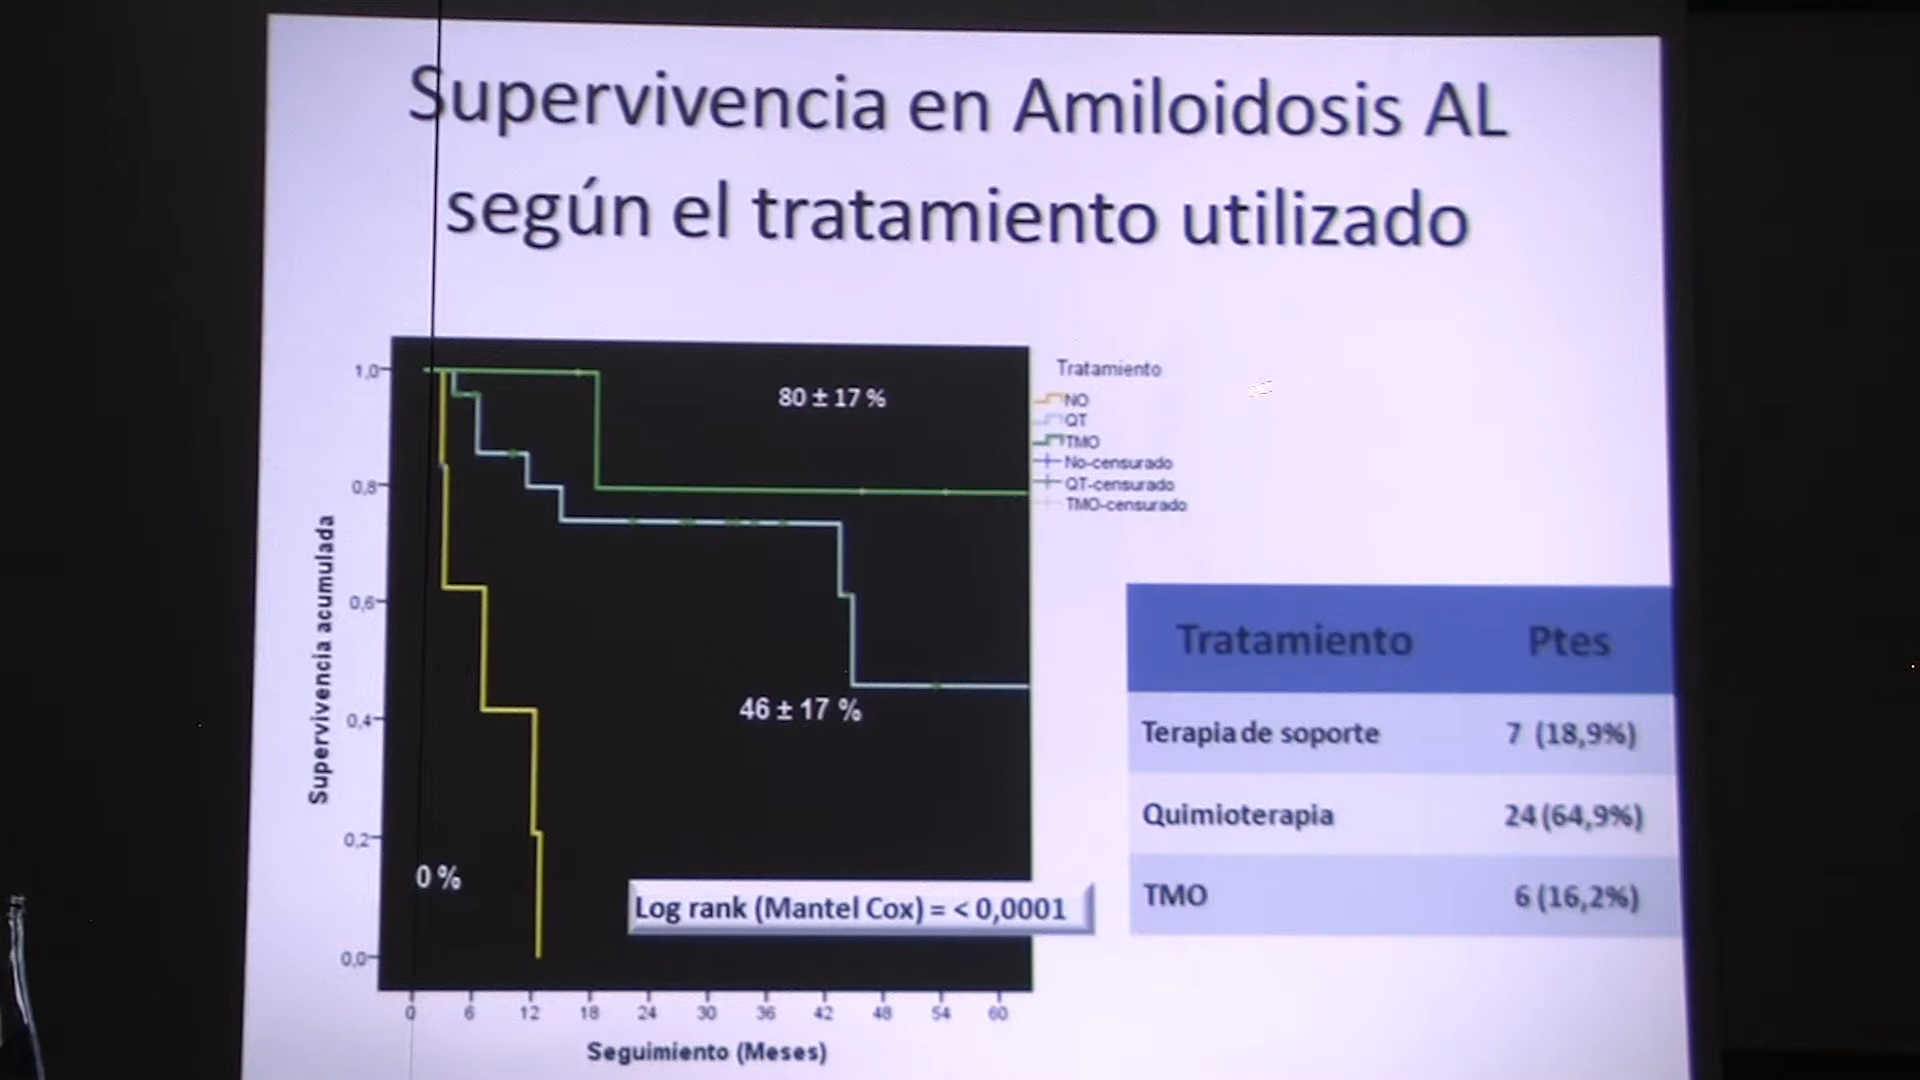 Supervivencia en Amiloidosis AL
según el tratamiento utilizado
Supervivencia acumulada
1,0
0,8
0,6
0,4
0,2
0,0
80 ± 17 %
46 ± 17 %
0 %
Log rank (Mantel Cox) = < 0,0001
0 6 12 18 24 30 36 42 48 54 60
Seguimiento (Meses)
Tratamiento
NO
QT
TMO
No-censurado
QT-censurado
TMO-censurado
Tratamiento Ptes
Terapia de soporte 7 (18,9%)
Quimioterapia 24 (64,9%)
TMO 6 (16,2%)